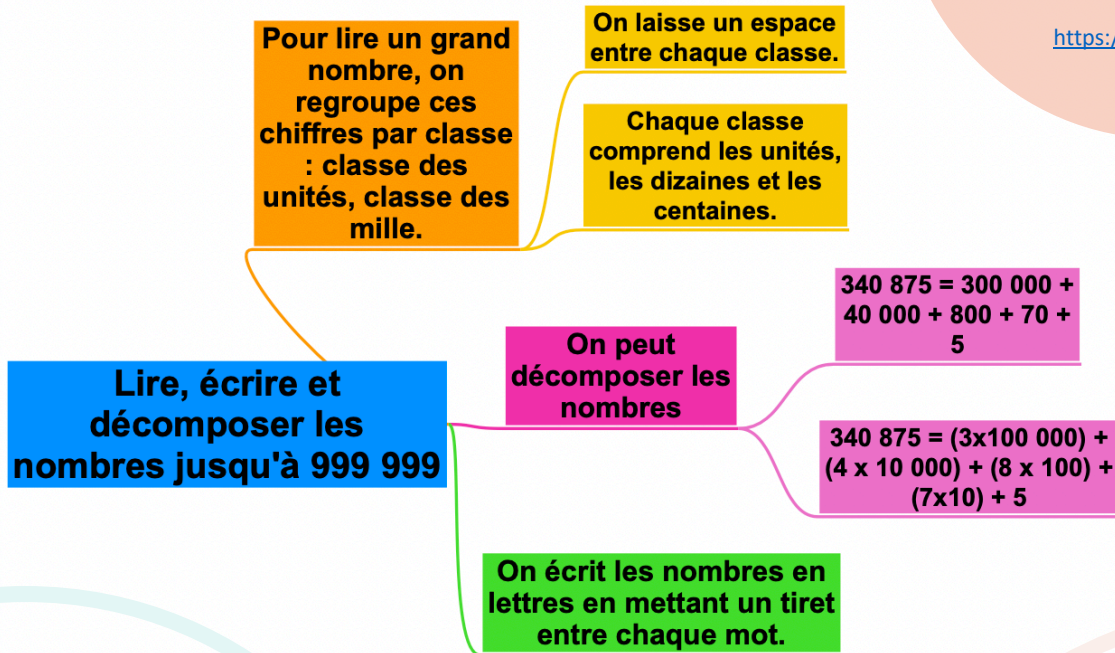 Pour lire un grand
nombre, on
regroupe ces
chiffres par classe
: classe des
unités, classe des
mille.
On laisse un espace
entre chaque classe.
https:/
Chaque classe
comprend les unités,
les dizaines et les
centaines.
Lire, écrire et
décomposer les
nombres jusqu'à 999 999
On peut
décomposer les
nombres
340 875 = 300 000 +
40 000 + 800 + 70 +
5
340 875 = (3x100 000) +
(4 x 10 000) + (8 x 100) +
(7x10) + 5
On écrit les nombres en
lettres en mettant un tiret
entre chaque mot.